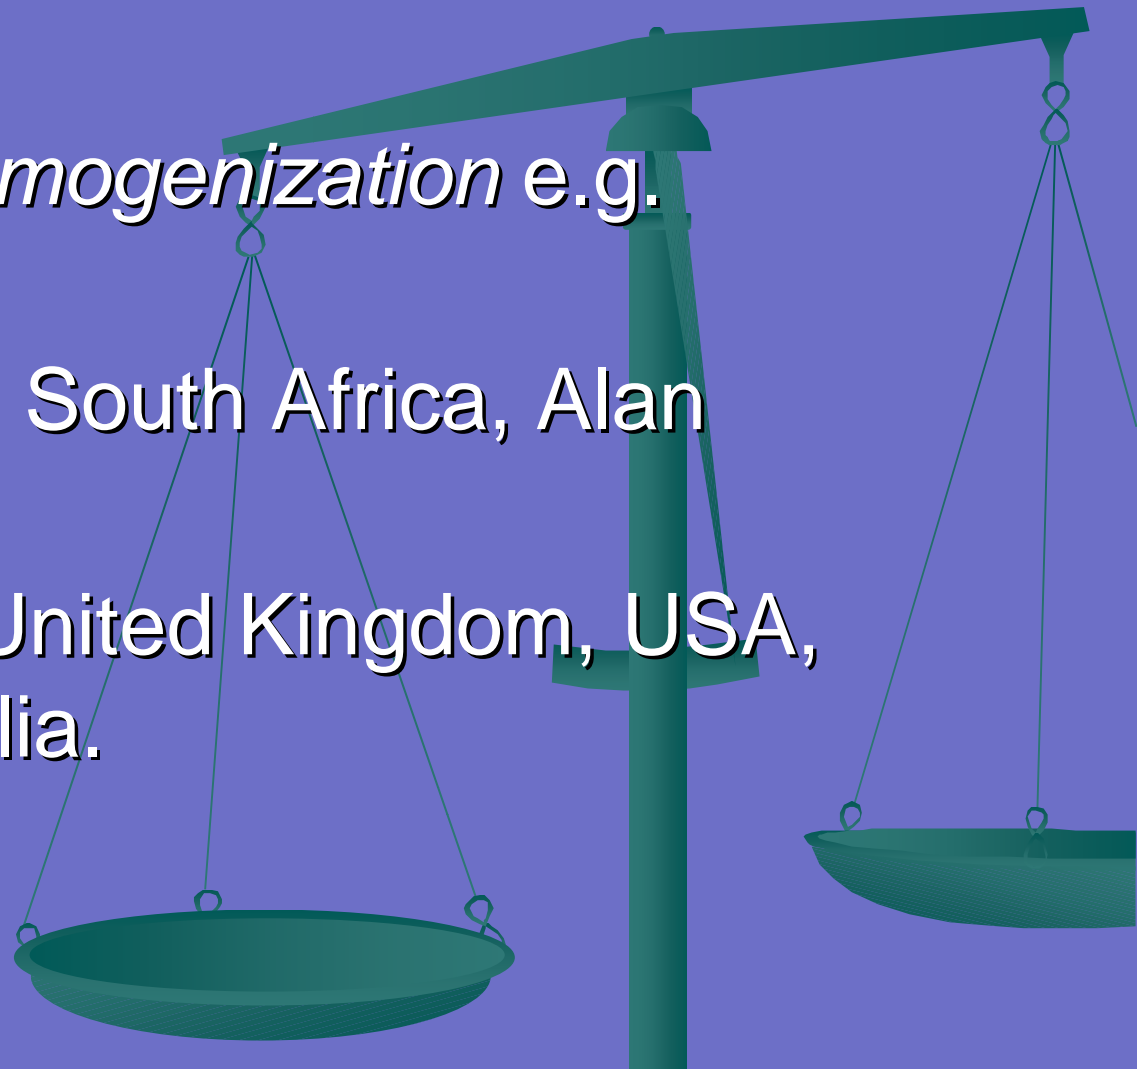 mogenization e.g.
South Africa, Alan
United Kingdom, USA,
lia.